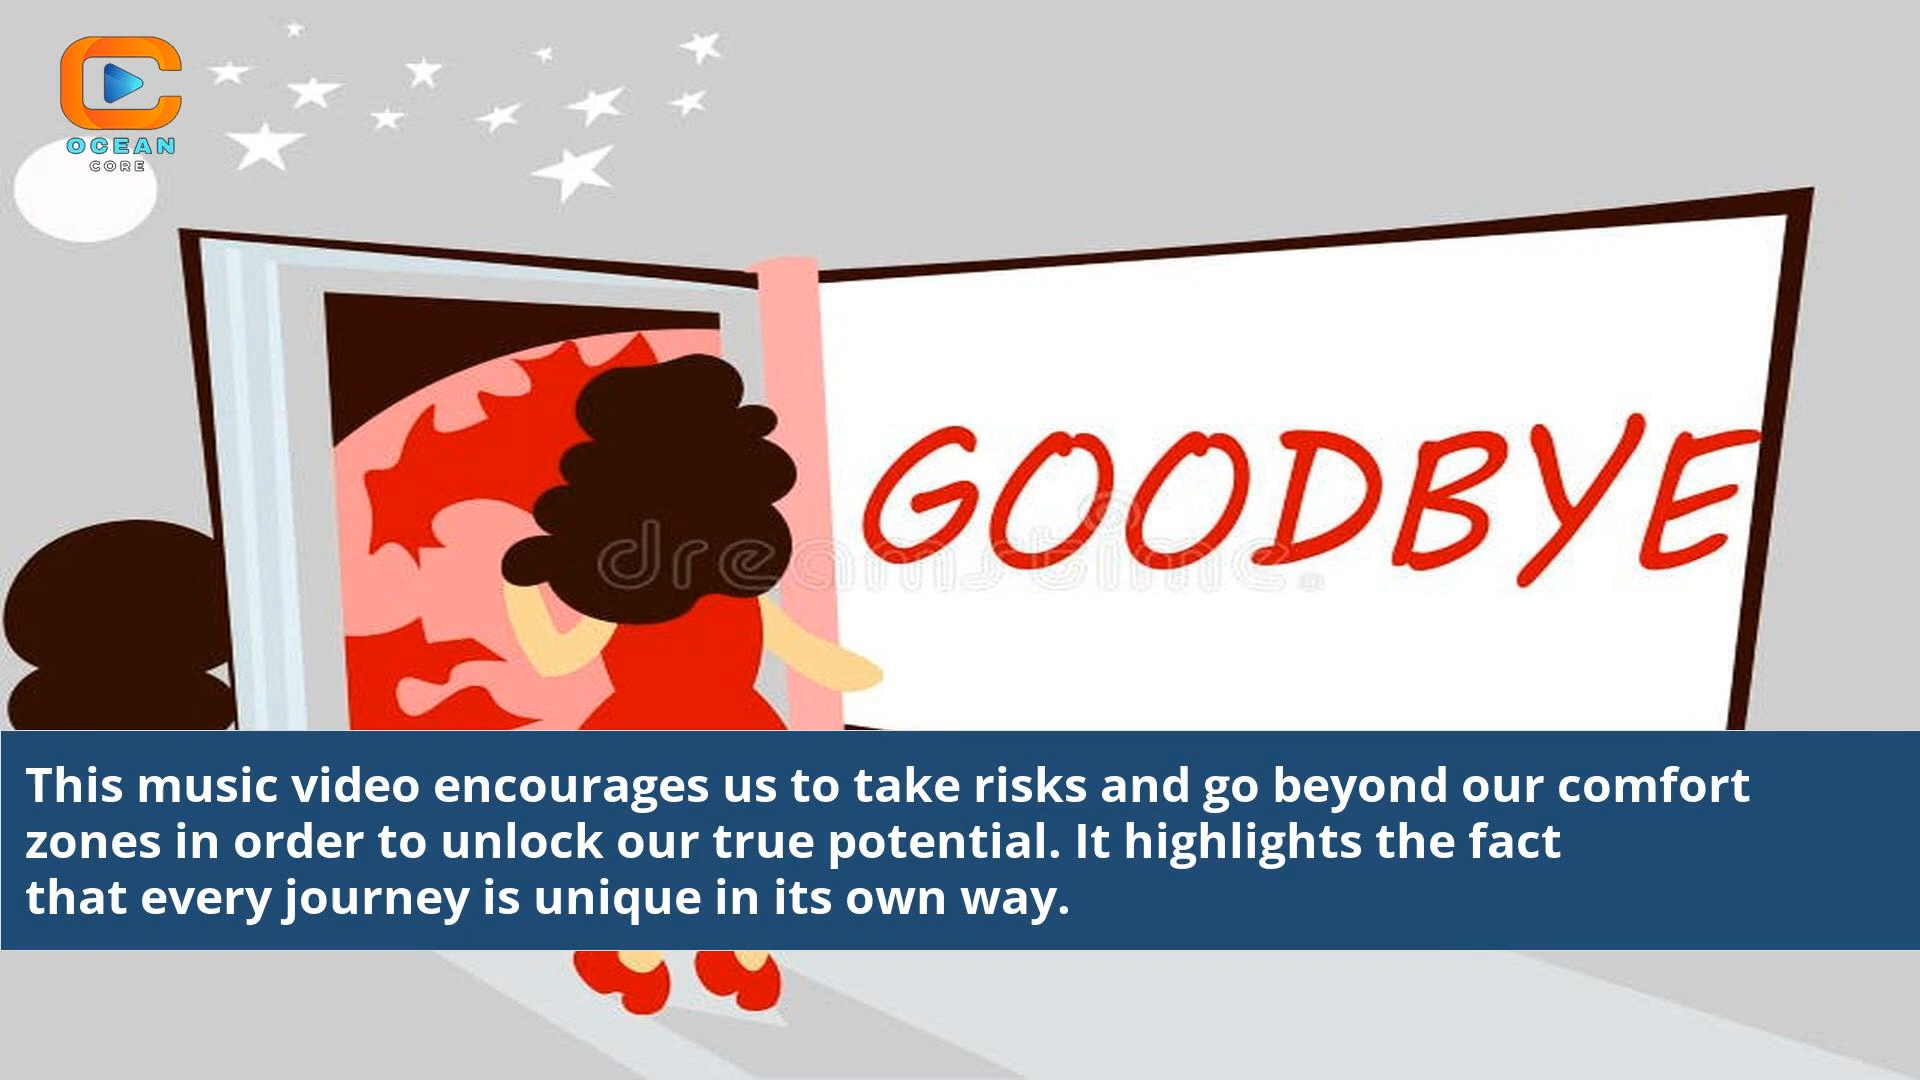 OCEAN
CORE
GOODBYE
dreamstime.
This music video encourages us to take risks and go beyond our comfort
zones in order to unlock our true potential. It highlights the fact
that every journey is unique in its own way.